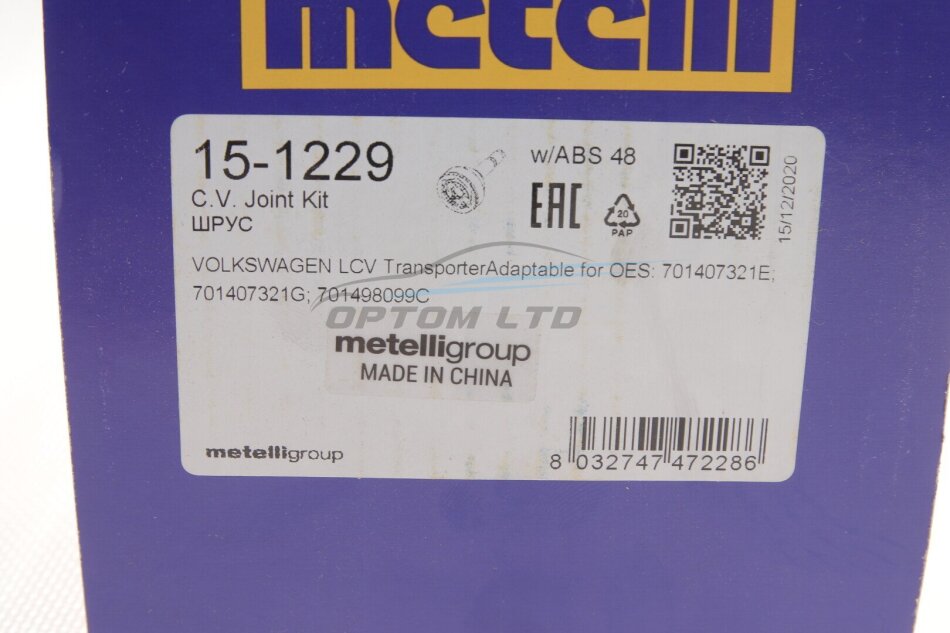 metelli
15-1229
C.V. Joint Kit
ШРУС
w/ABS 48
EAC
20
PAP
15/12/2020
VOLKSWAGEN LCV TransporterAdaptable for OES: 701407321E;
701407321G; 701498099C
OPTOM LTD
metelligroup
MADE IN CHINA
metelligroup
8 032747 472286